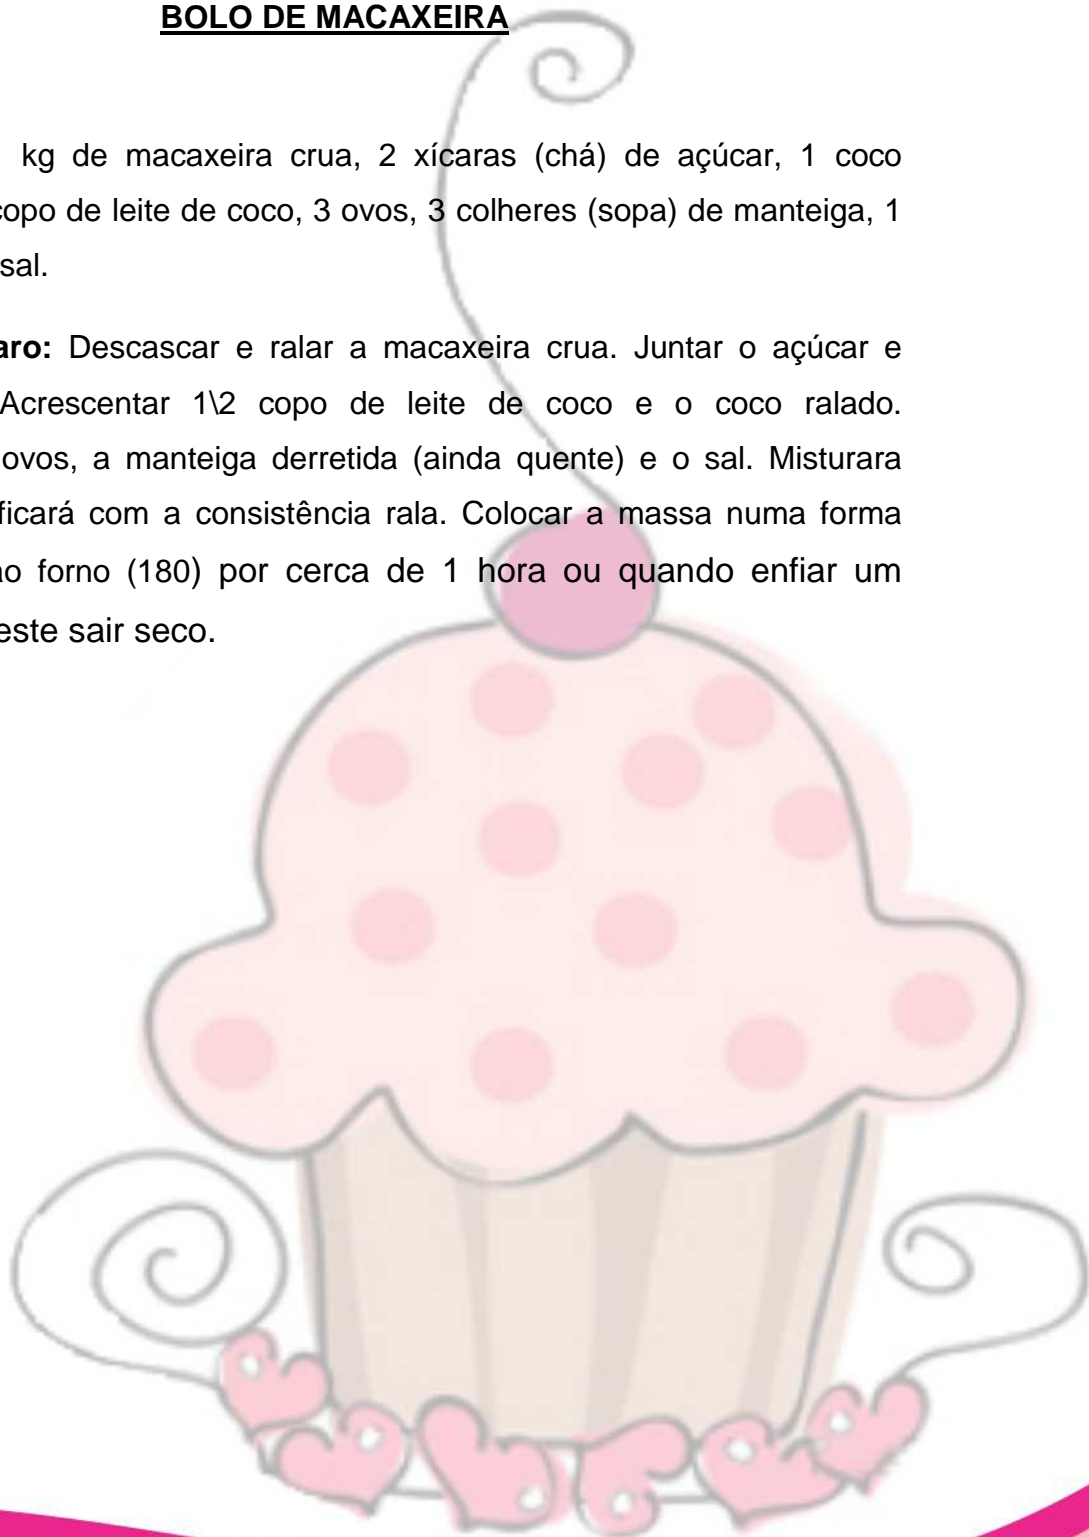 BOLO DE MACAXEIRA
kg de macaxeira crua, 2 xícaras (chá) de açúcar, 1 coco
copo de leite de coco, 3 ovos, 3 colheres (sopa) de manteiga, 1
sal.
aro: Descascar e ralar a macaxeira crua. Juntar o açúcar e
Acrescentar 1\2 copo de leite de coco e o coco ralado.
ovos, a manteiga derretida (ainda quente) e o sal. Misturara
ficará com a consistência rala. Colocar a massa numa forma
ao forno (180) por cerca de 1 hora ou quando enfiar um
este sair seco.